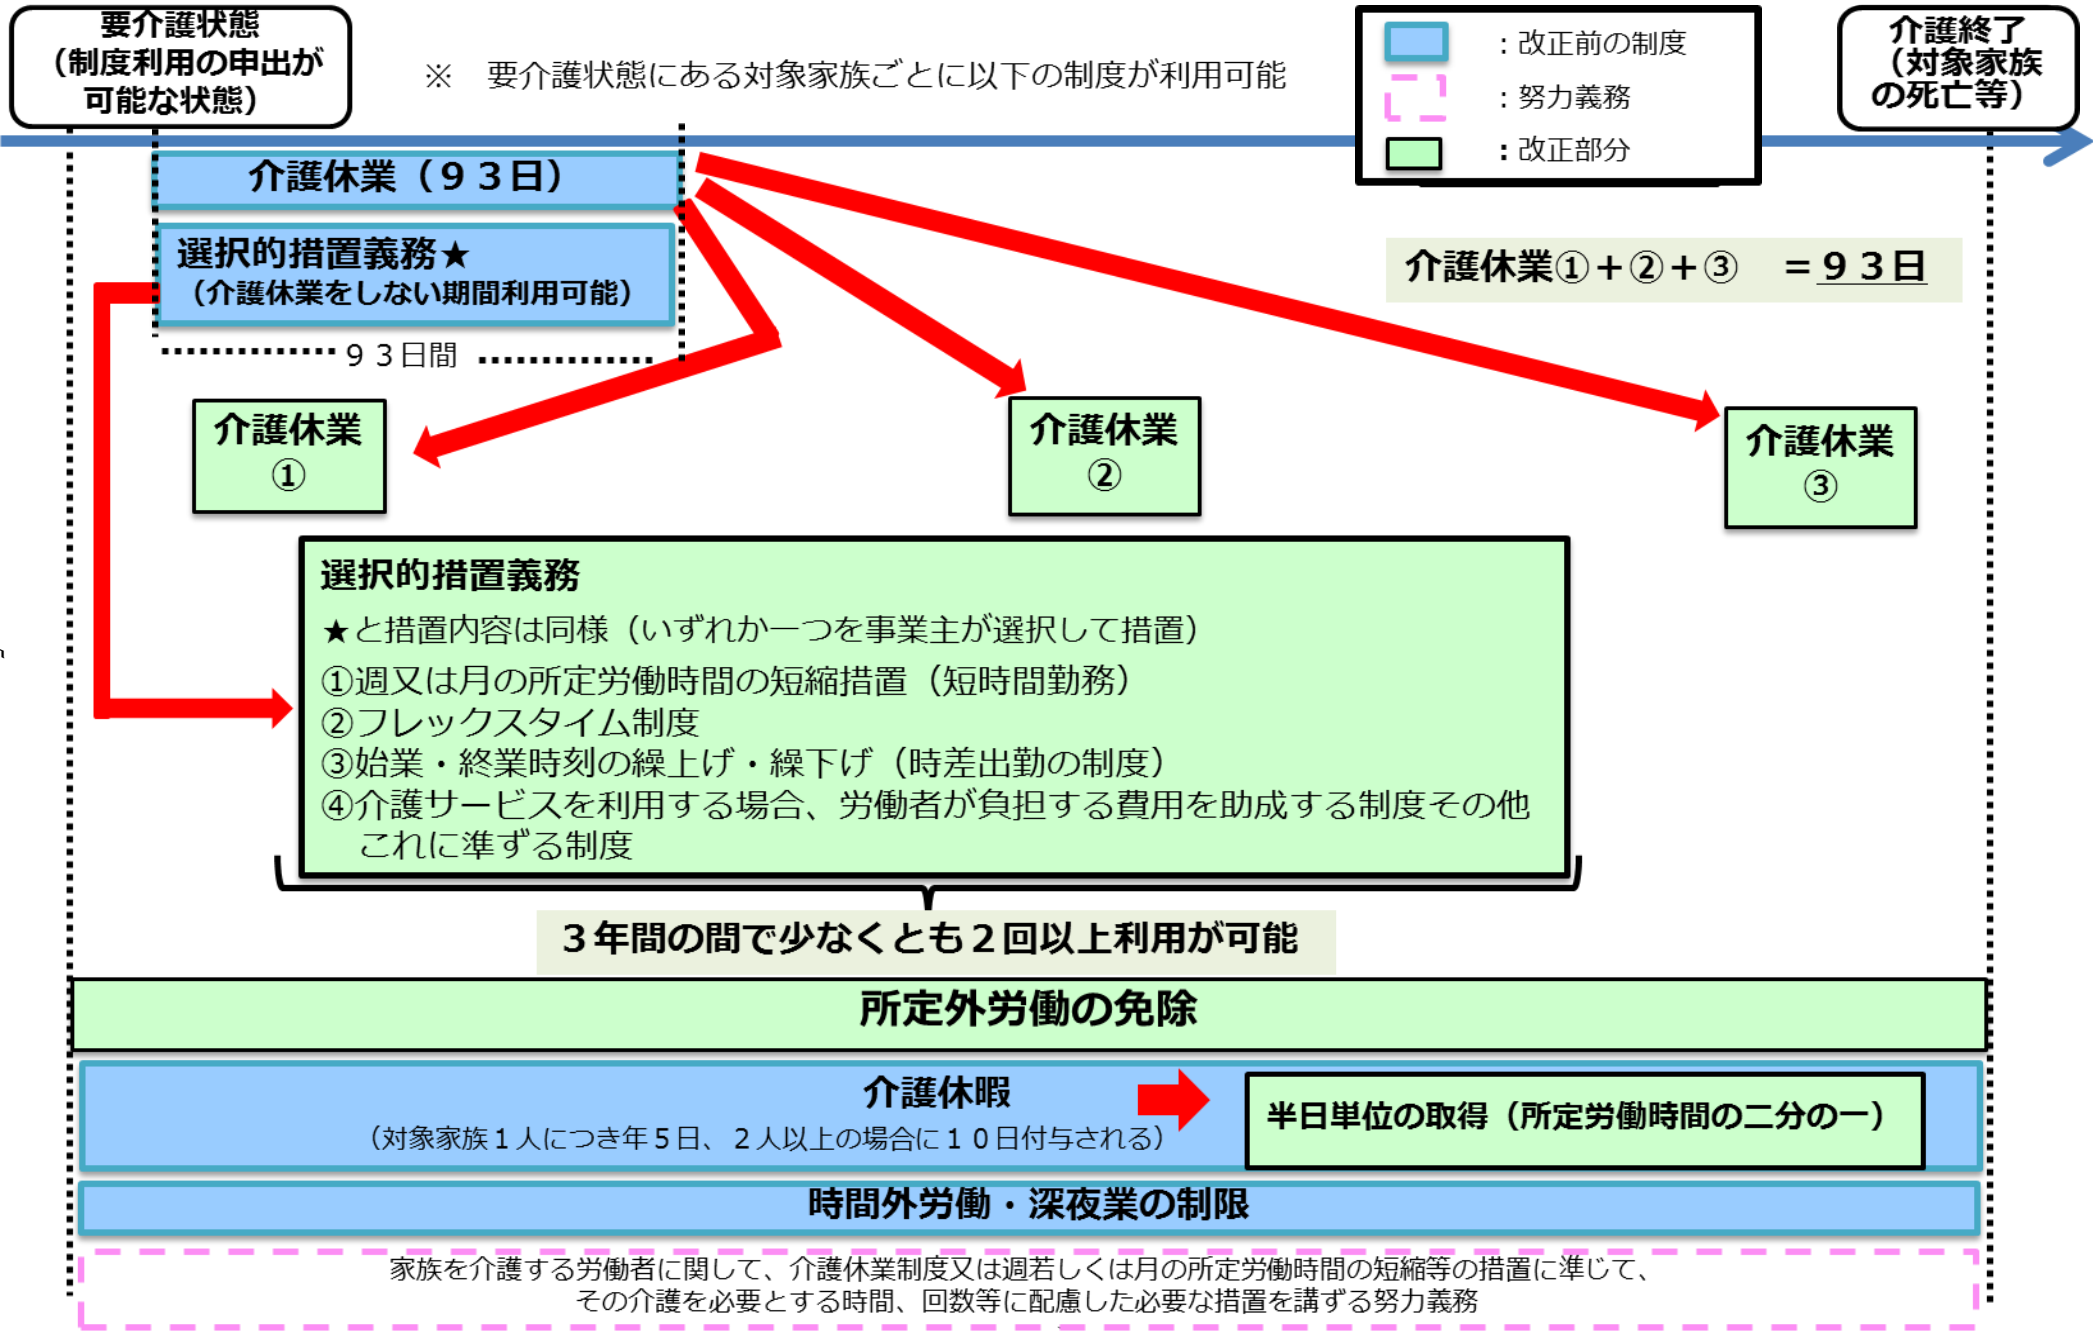 要介護状態
（制度利用の申出が
可能な状態）
※　要介護状態にある対象家族ごとに以下の制度が利用可能
：改正前の制度
：努力義務
：改正部分
介護終了
（対象家族
の死亡等）
介護休業（９３日）
選択的措置義務★
（介護休業をしない期間利用可能）
９３日間
介護休業①＋②＋③　＝９３日
介護休業
①
介護休業
②
介護休業
③
選択的措置義務
★と措置内容は同様（いずれか一つを事業主が選択して措置）
①週又は月の所定労働時間の短縮措置（短時間勤務）
②フレックスタイム制度
③始業・終業時刻の繰上げ・繰下げ（時差出勤の制度）
④介護サービスを利用する場合、労働者が負担する費用を助成する制度その他
これに準ずる制度
３年間の間で少なくとも２回以上利用が可能
所定外労働の免除
介護休暇
（対象家族１人につき年５日、２人以上の場合に１０日付与される）
半日単位の取得（所定労働時間の二分の一）
時間外労働・深夜業の制限
家族を介護する労働者に関して、介護休業制度又は週若しくは月の所定労働時間の短縮等の措置に準じて、
その介護を必要とする時間、回数等に配慮した必要な措置を講ずる努力義務